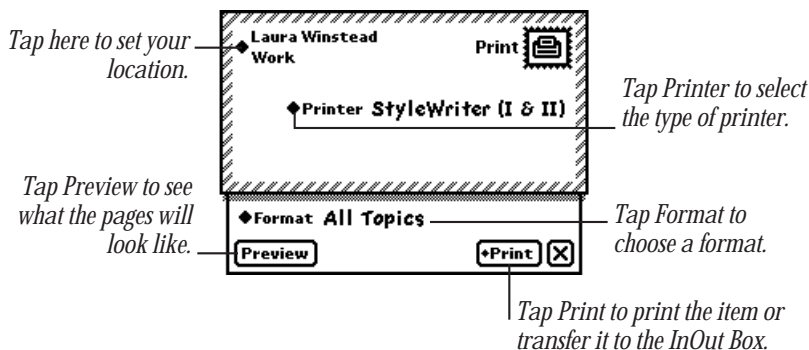 Tap here to set your
location.
◆Laura Winstead
Work
Print
◆Printer StyleWriter (I & II)
Tap Printer to select
the type of printer.
Tap Preview to see
what the pages will
look like.
◆Format All Topics
Tap Format to
choose a format.
Preview
◆Print
Tap Print to print the item or
transfer it to the InOut Box.